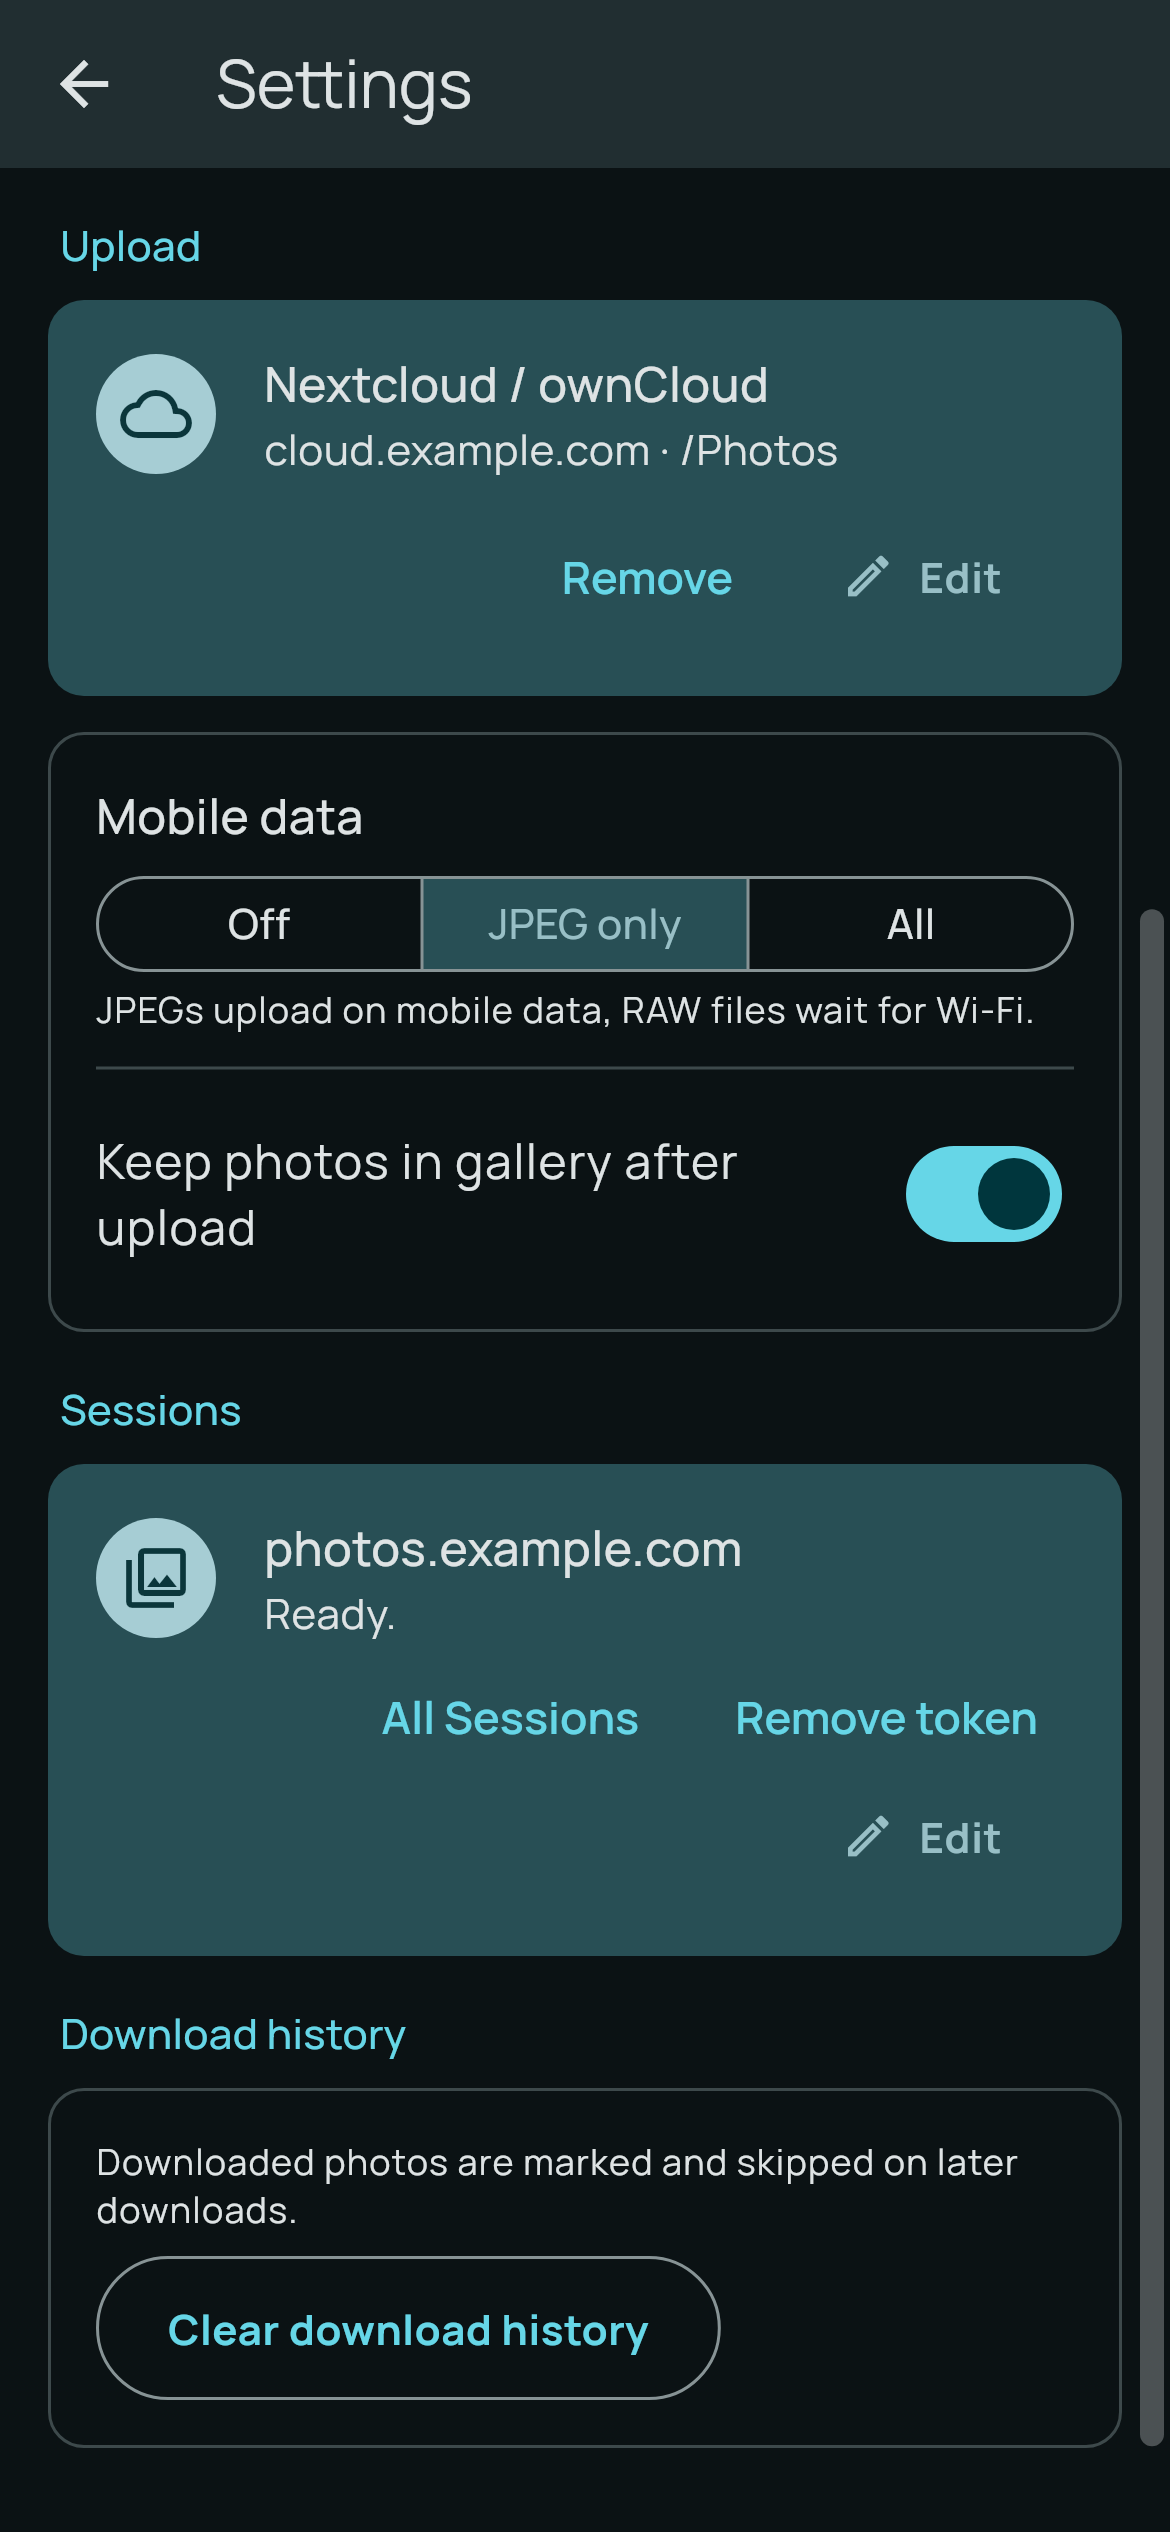 Settings
Upload
Nextcloud / ownCloud
cloud.example.com · /Photos
Remove
Edit
Mobile data
Off
JPEG only
All
JPEGs upload on mobile data, RAW files wait for Wi-Fi.
Keep photos in gallery after
upload
Sessions
photos.example.com
Ready.
All Sessions
Remove token
Edit
Download history
Downloaded photos are marked and skipped on later
downloads.
Clear download history